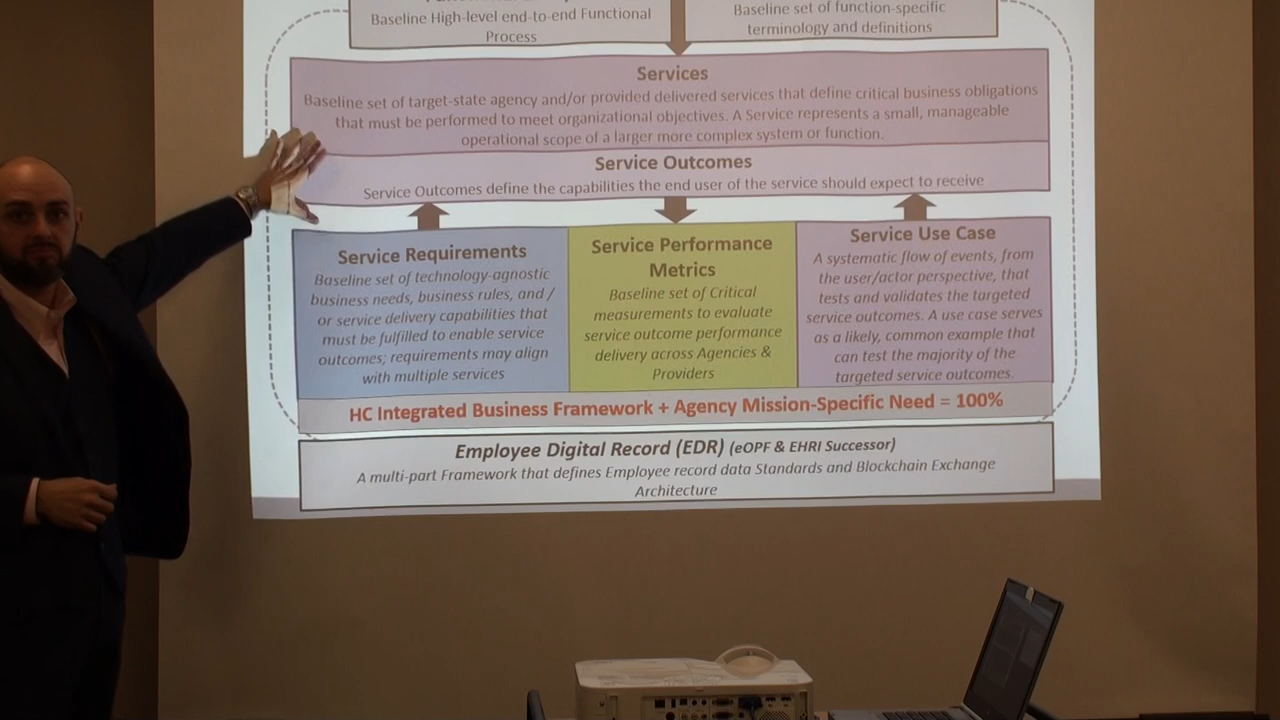 Baseline High-level end-to-end Functional
Process
Baseline set of function-specific
terminology and definitions
Services
Baseline set of target-state agency and/or provided delivered services that define critical business obligations
that must be performed to meet organizational objectives. A Service represents a small, manageable
operational scope of a larger more complex system or function.
Service Outcomes
Service Outcomes define the capabilities the end user of the service should expect to receive
Service Requirements
Baseline set of technology-agnostic
business needs, business rules, and /
or service delivery capabilities that
must be fulfilled to enable service
outcomes; requirements may align
with multiple services
Service Performance
Metrics
Baseline set of Critical
measurements to evaluate
service outcome performance
delivery across Agencies &
Providers
Service Use Case
A systematic flow of events, from
the user/actor perspective, that
tests and validates the targeted
service outcomes. A use case serves
as a likely, common example that
can test the majority of the
targeted service outcomes.
HC Integrated Business Framework + Agency Mission-Specific Need = 100%
Employee Digital Record (EDR) (eOPF & EHRI Successor)
A multi-part Framework that defines Employee record data Standards and Blockchain Exchange
Architecture